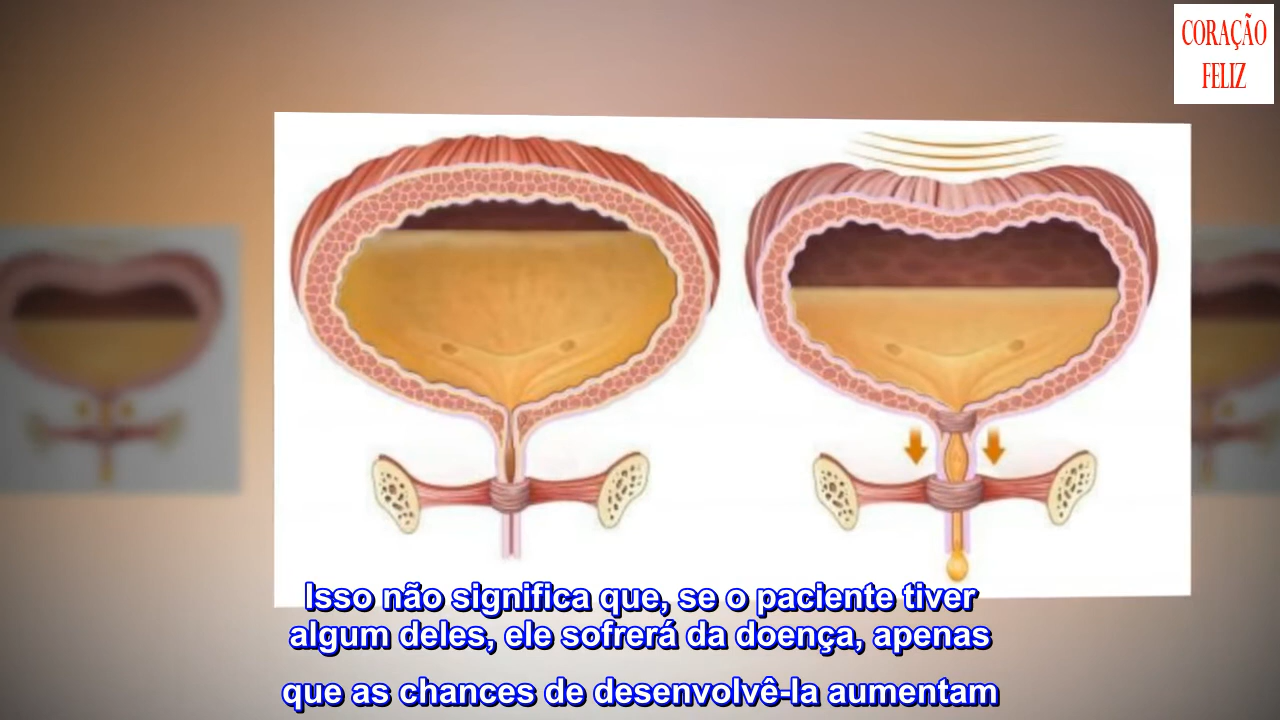 CORAÇÃO
FELIZ
Isso não significa que, se o paciente tiver
algum deles, ele sofrerá da doença, apenas
que as chances de desenvolvê-la aumentam